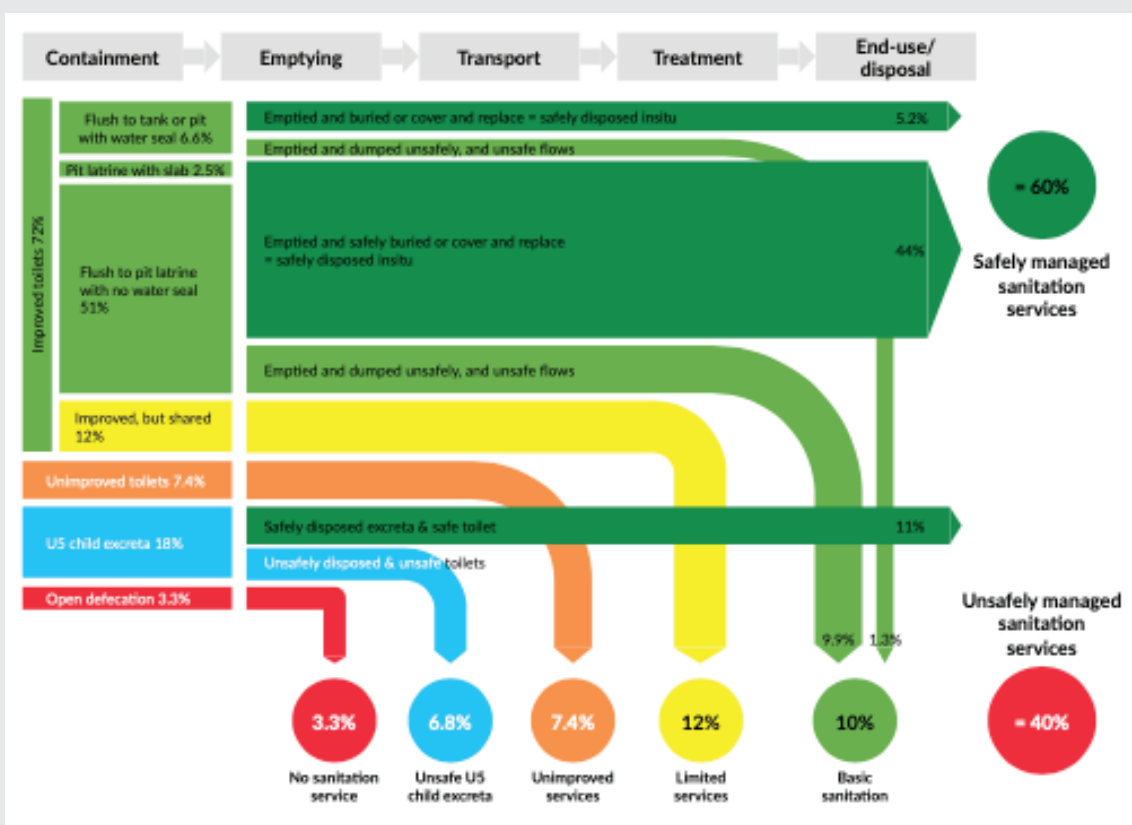 Containment
Emptying
Transport
Treatment
End-use/
disposal
Improved toilets 72%
Flush to tank or pit
with water seal 6.6%
Pit latrine with slab 2.5%
Flush to pit latrine
with no water seal
51%
Improved, but shared
12%
Unimproved toilets 7.4%
U5 child excreta 18%
Open defecation 3.3%
Emptied and buried or cover and replace = safely disposed insitu
5.2%
Emptied and dumped unsafely, and unsafe flows
Emptied and safely buried or cover and replace
= safely disposed insitu
44%
Emptied and dumped unsafely, and unsafe flows
Safely disposed excreta & safe toilet
11%
Unsafely disposed & unsafe toilets
9.9%
1.3%
= 60%
Safely managed
sanitation
services
Unsafely managed
sanitation
services
= 40%
3.3%
No sanitation
service
6.8%
Unsafe U5
child excreta
7.4%
Unimproved
services
12%
Limited
services
10%
Basic
sanitation